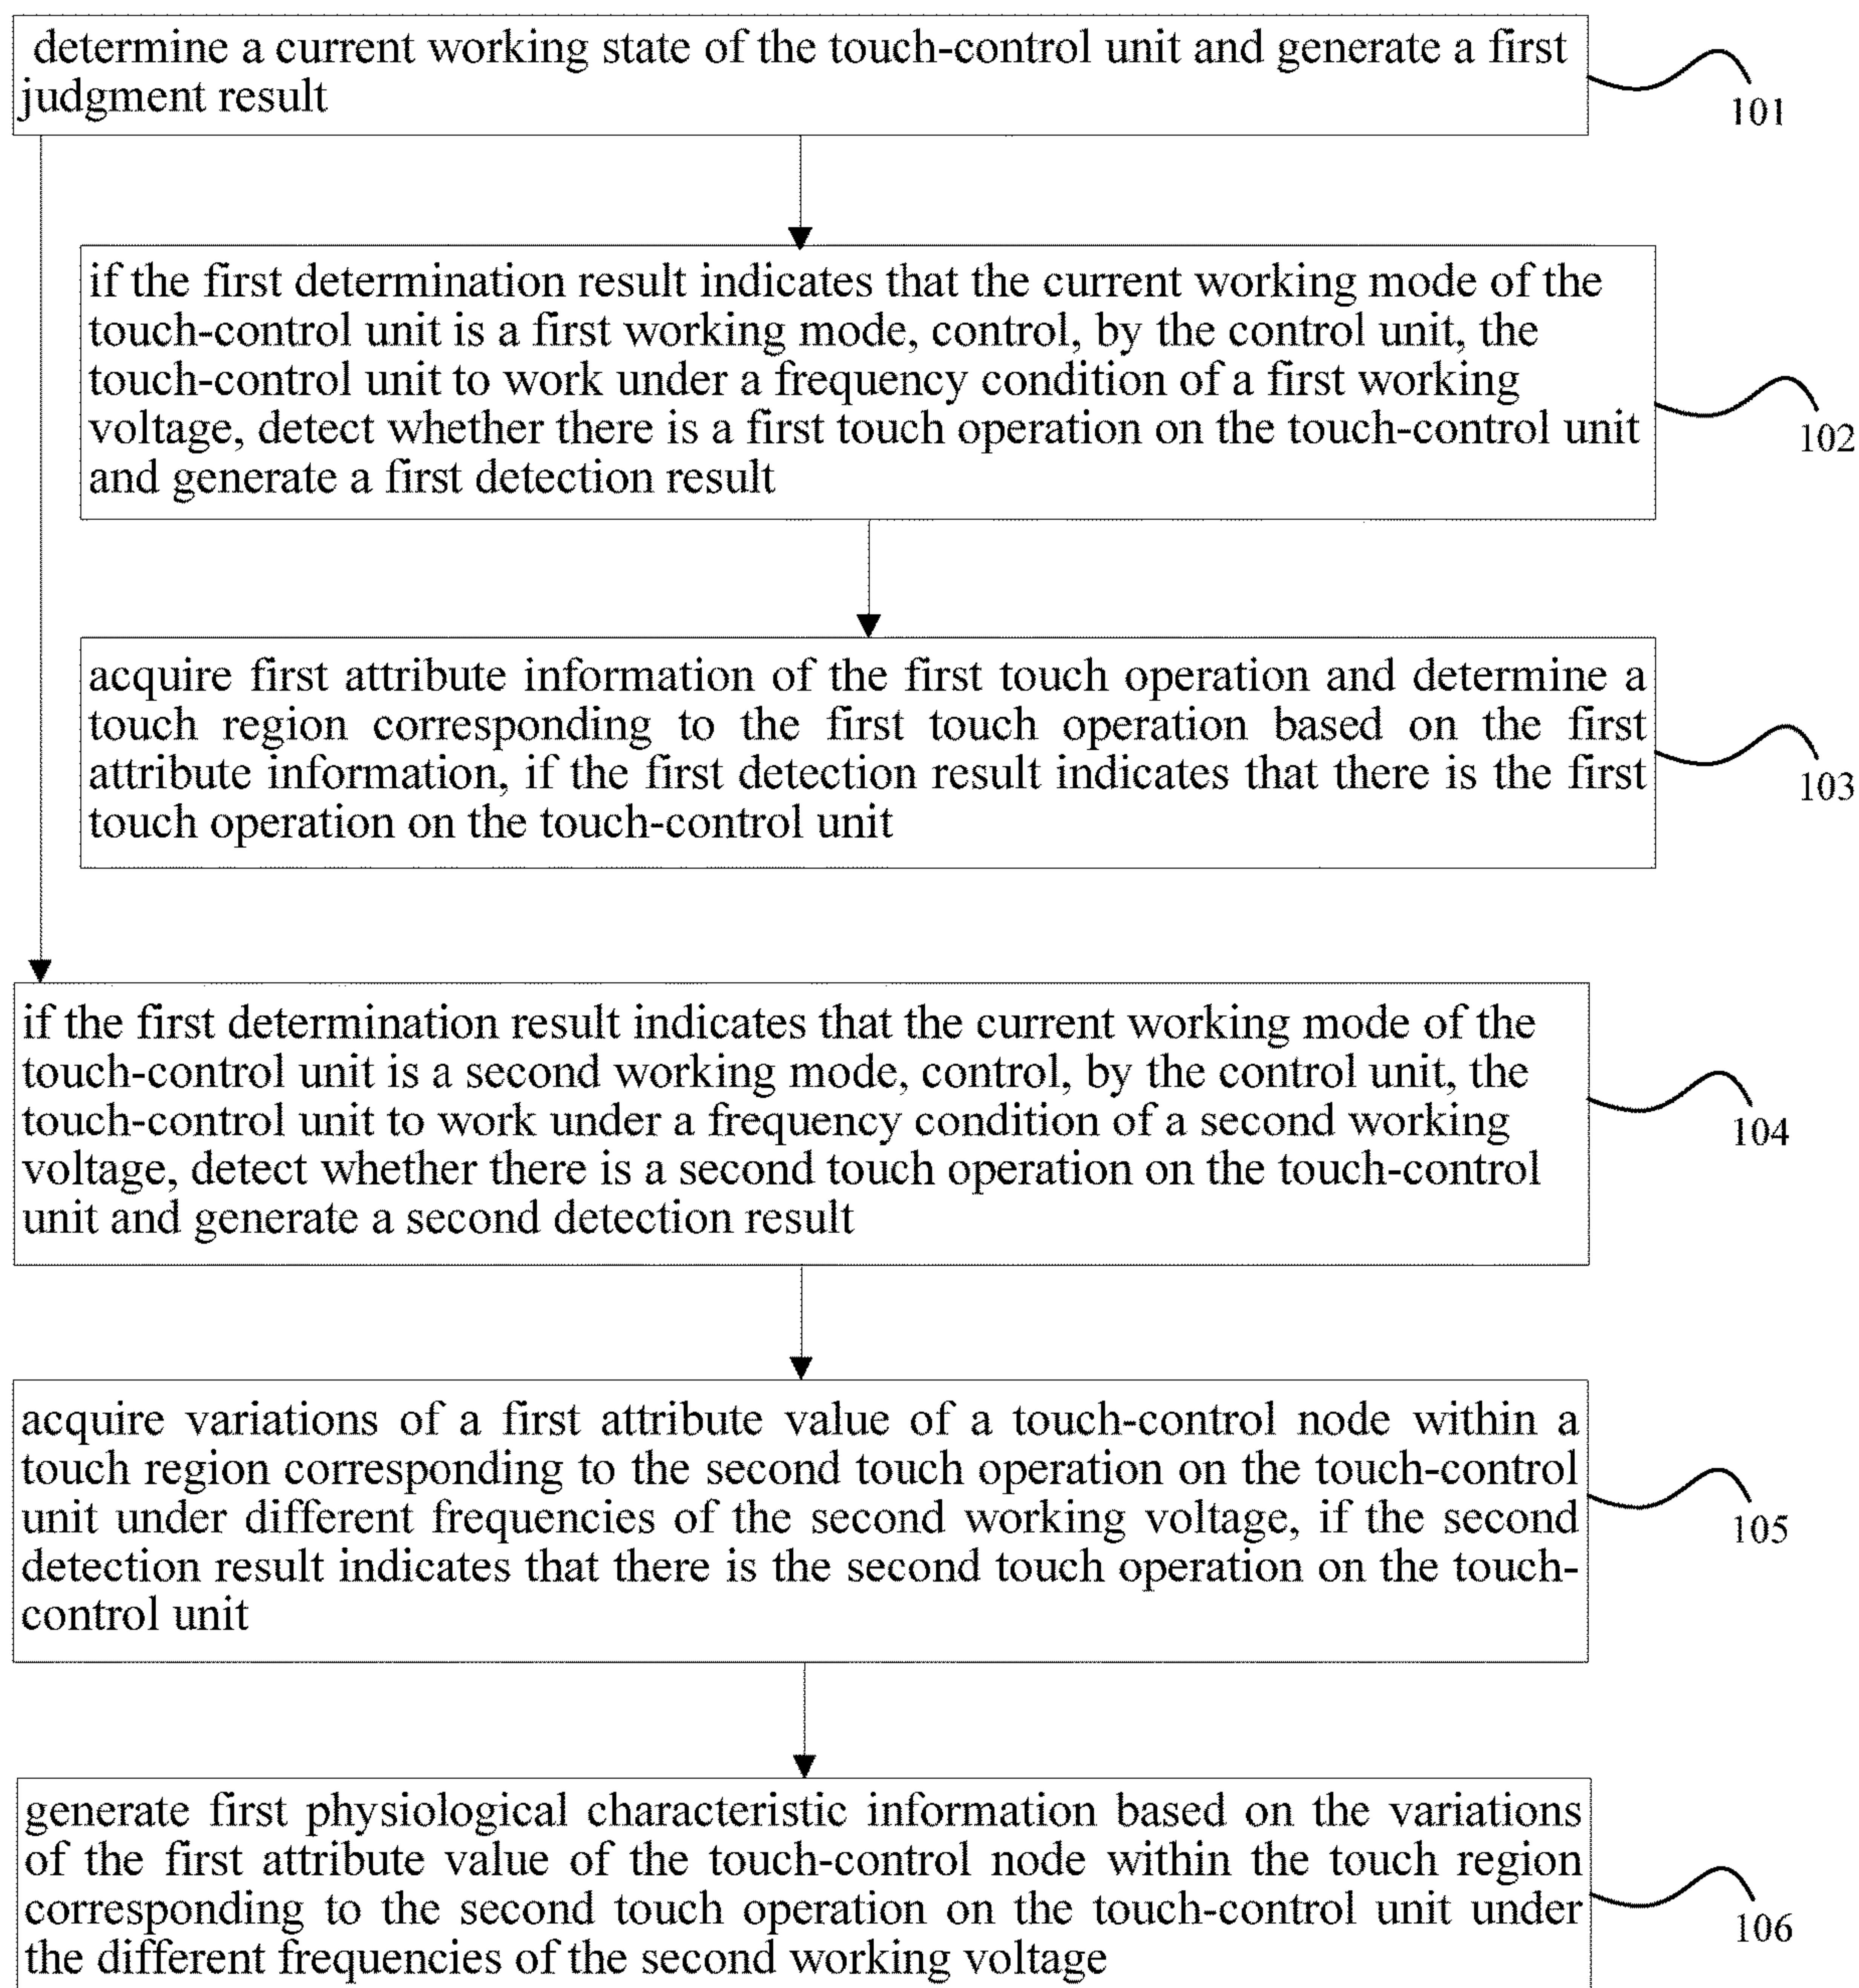 determine a current working state of the touch-control unit and generate a first
judgment result
101
if the first determination result indicates that the current working mode of the
touch-control unit is a first working mode, control, by the control unit, the
touch-control unit to work under a frequency condition of a first working
voltage, detect whether there is a first touch operation on the touch-control unit
and generate a first detection result
102
acquire first attribute information of the first touch operation and determine a
touch region corresponding to the first touch operation based on the first
attribute information, if the first detection result indicates that there is the first
touch operation on the touch-control unit
103
if the first determination result indicates that the current working mode of the
touch-control unit is a second working mode, control, by the control unit, the
touch-control unit to work under a frequency condition of a second working
voltage, detect whether there is a second touch operation on the touch-control
unit and generate a second detection result
104
acquire variations of a first attribute value of a touch-control node within a
touch region corresponding to the second touch operation on the touch-control
unit under different frequencies of the second working voltage, if the second
detection result indicates that there is the second touch operation on the touch-
control unit
105
generate first physiological characteristic information based on the variations
of the first attribute value of the touch-control node within the touch region
corresponding to the second touch operation on the touch-control unit under
the different frequencies of the second working voltage
106